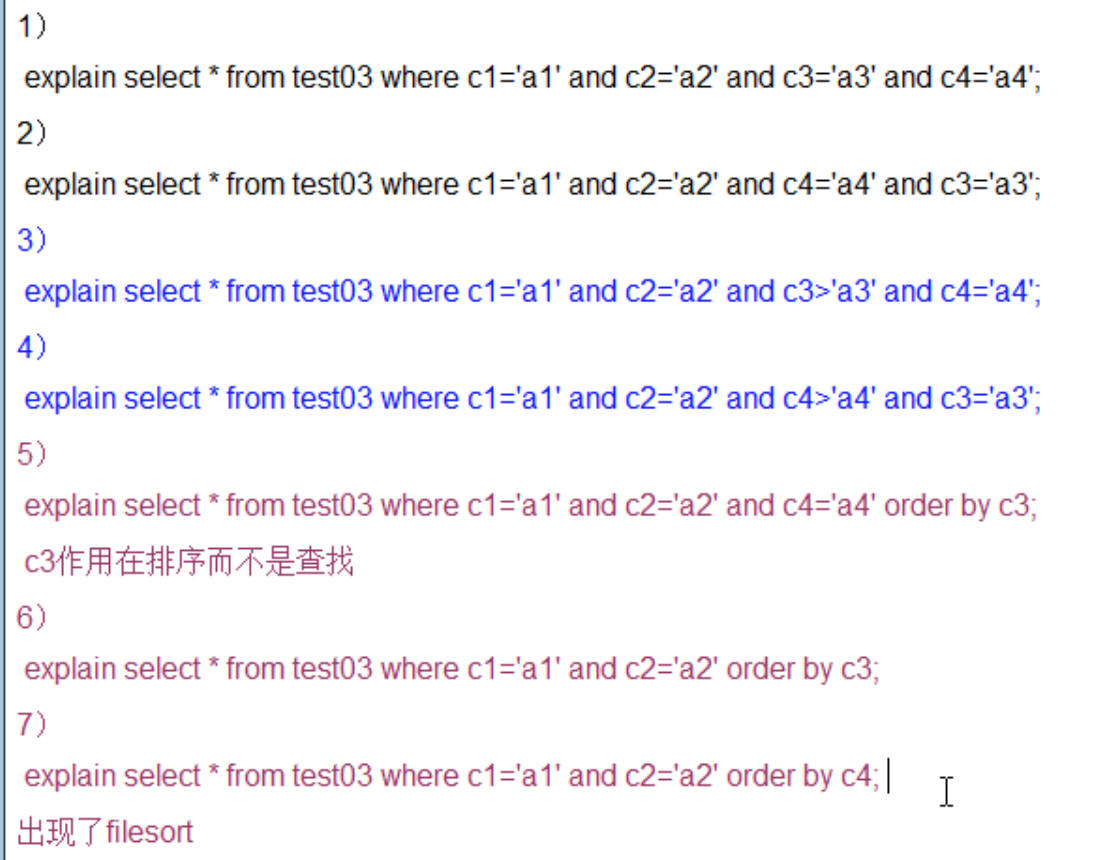 1）
explain select * from test03 where c1='a1' and c2='a2' and c3='a3' and c4='a4';
2）
explain select * from test03 where c1='a1' and c2='a2' and c4='a4' and c3='a3';
3）
explain select * from test03 where c1='a1' and c2='a2' and c3>'a3' and c4='a4';
4）
explain select * from test03 where c1='a1' and c2='a2' and c4>'a4' and c3='a3';
5）
explain select * from test03 where c1='a1' and c2='a2' and c4='a4' order by c3;
c3作用在排序而不是查找
6）
explain select * from test03 where c1='a1' and c2='a2' order by c3;
7）
explain select * from test03 where c1='a1' and c2='a2' order by c4;
出现了filesort